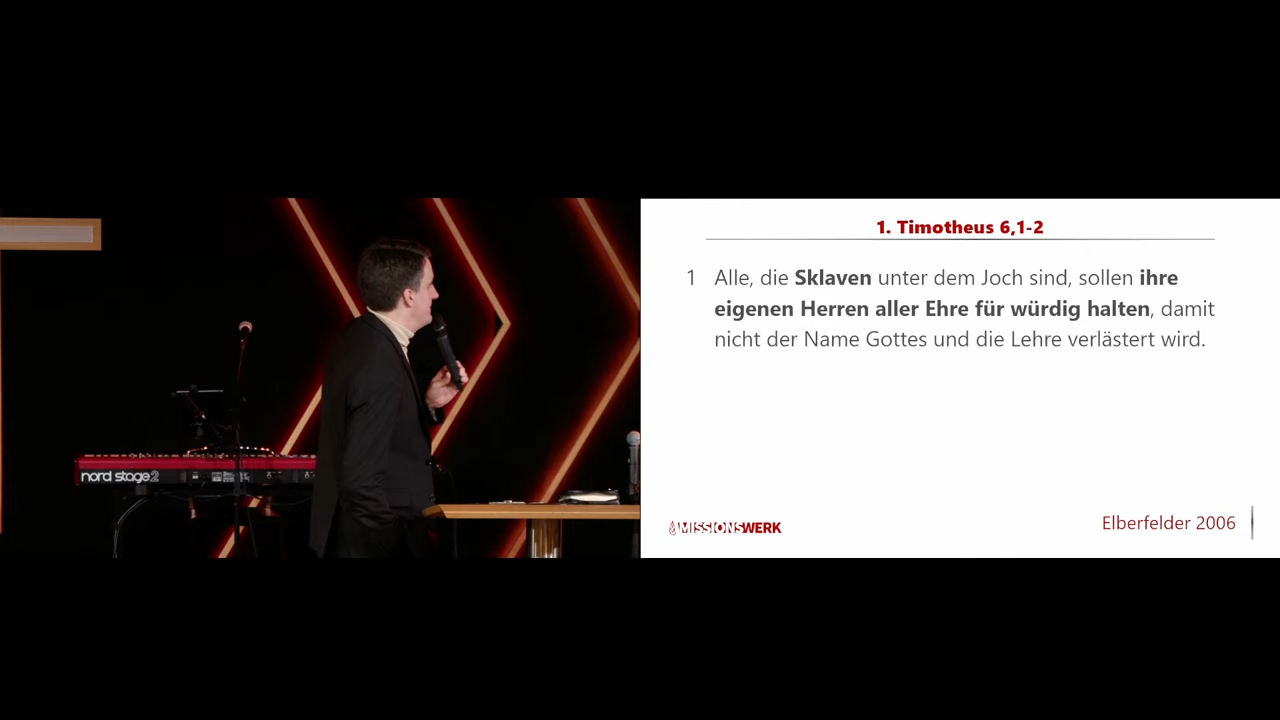 nord stage 2
1. Timotheus 6,1-2
1 Alle, die Sklaven unter dem Joch sind, sollen ihre
eigenen Herren aller Ehre für würdig halten, damit
nicht der Name Gottes und die Lehre verlästert wird.
MISSIONSWERK
Elberfelder 2006